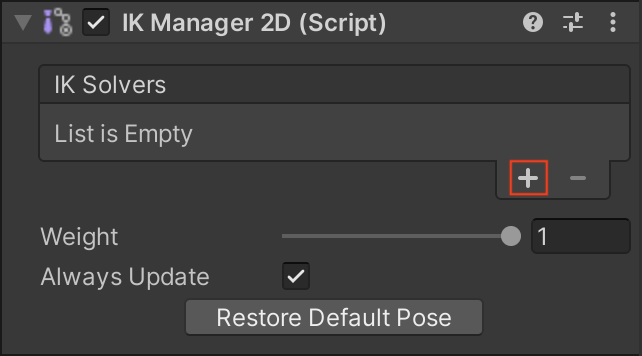 IK Manager 2D (Script)
IK Solvers
List is Empty
Weight 1
Always Update
Restore Default Pose